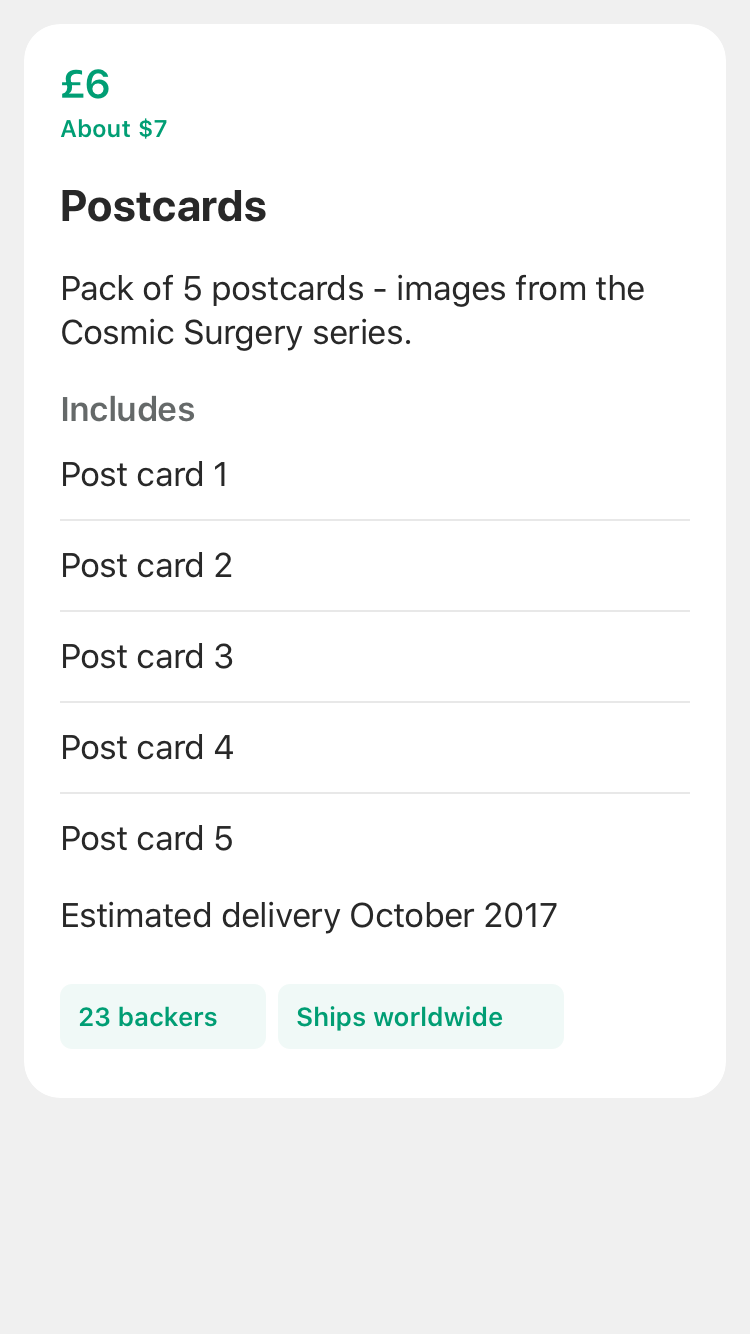 £6
About $7
Postcards
Pack of 5 postcards - images from the
Cosmic Surgery series.
Includes
Post card 1
Post card 2
Post card 3
Post card 4
Post card 5
Estimated delivery October 2017
23 backers
Ships worldwide